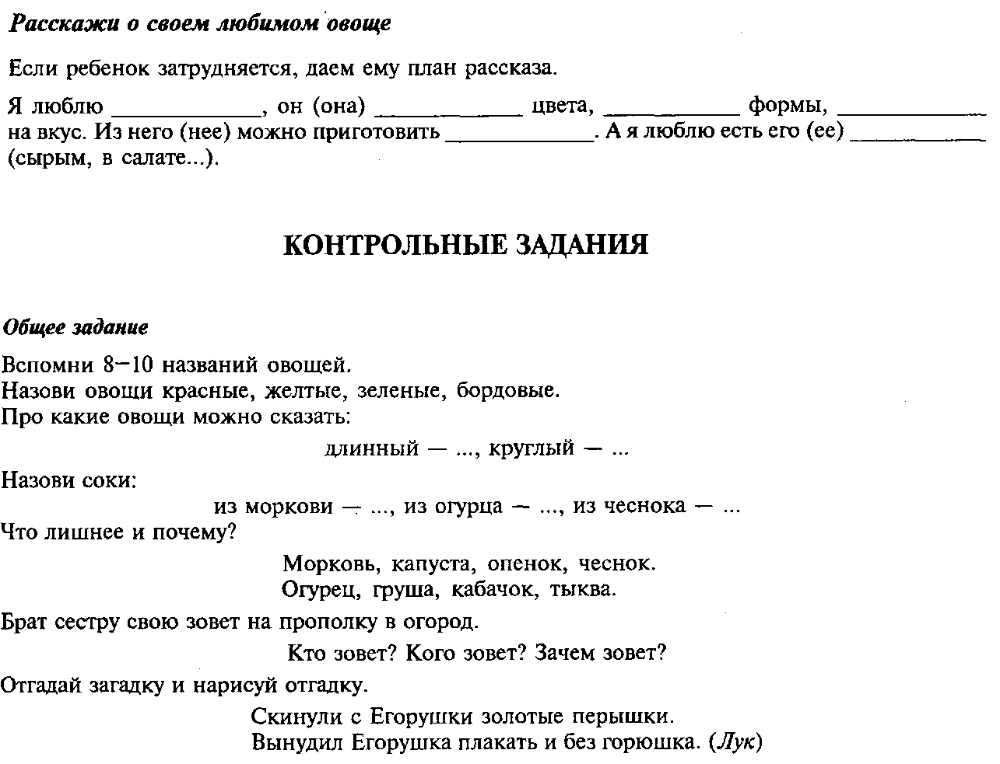 Расскажи о своем любимом овоще
Если ребенок затрудняется, даем ему план рассказа.
Я люблю ____________, он (она) ____________ цвета, ___________ формы, ____________
на вкус. Из него (нее) можно приготовить ____________. А я люблю есть его (ее) ___________
(сырым, в салате...).
КОНТРОЛЬНЫЕ ЗАДАНИЯ
Общее задание
Вспомни 8—10 названий овощей.
Назови овощи красные, желтые, зеленые, бордовые.
Про какие овощи можно сказать:
длинный — ..., круглый — ...
Назови соки:
из моркови — ..., из огурца — ..., из чеснока — ...
Что лишнее и почему?
Морковь, капуста, опенок, чеснок.
Огурец, груша, кабачок, тыква.
Брат сестру свою зовет на прополку в огород.
Кто зовет? Кого зовет? Зачем зовет?
Отгадай загадку и нарисуй отгадку.
Скинули с Егорушки золотые перышки.
Вынудил Егорушка плакать и без горюшка. (Лук)